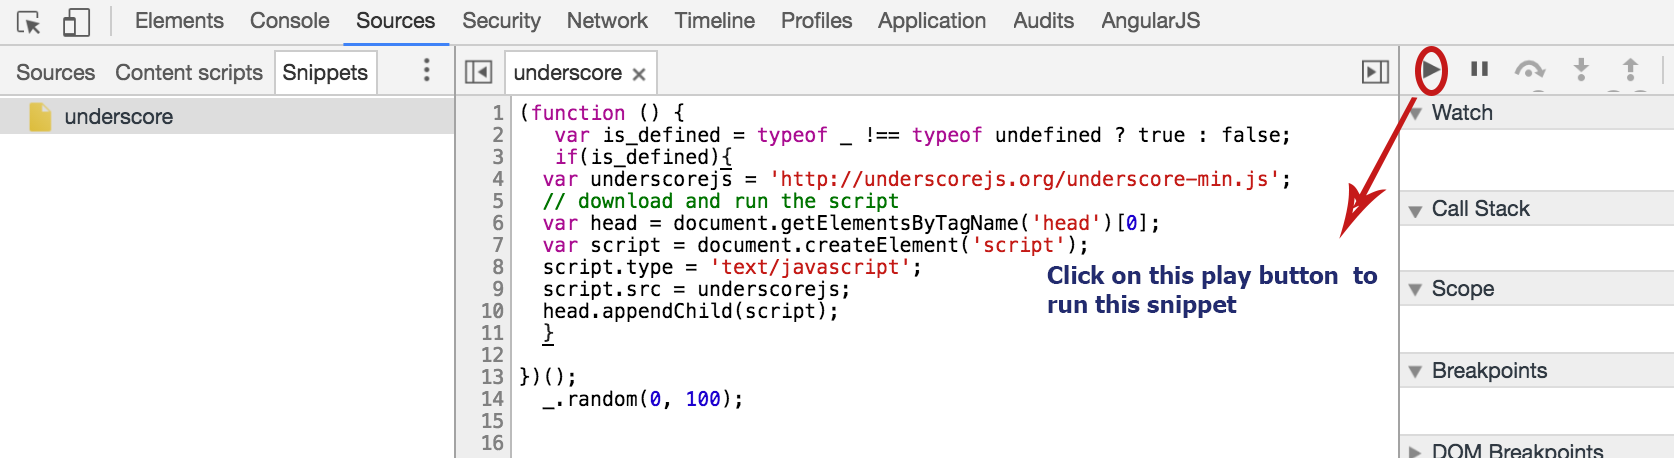 Elements Console Sources Security Network Timeline Profiles Application Audits AngularJS
Sources Content scripts Snippets
underscore
underscore ×
1 (function () {
2 var is_defined = typeof _ !== typeof undefined ? true : false;
3 if(is_defined){
4 var underscorejs = 'http://underscorejs.org/underscore-min.js';
5 // download and run the script
6 var head = document.getElementsByTagName('head')[0];
7 var script = document.createElement('script');
8 script.type = 'text/javascript';
9 script.src = underscorejs;
10 head.appendChild(script);
11 }
12
13 })();
14 _.random(0, 100);
15
16
Click on this play button to
run this snippet
Watch
Call Stack
Scope
Breakpoints
DOM Breakpoints